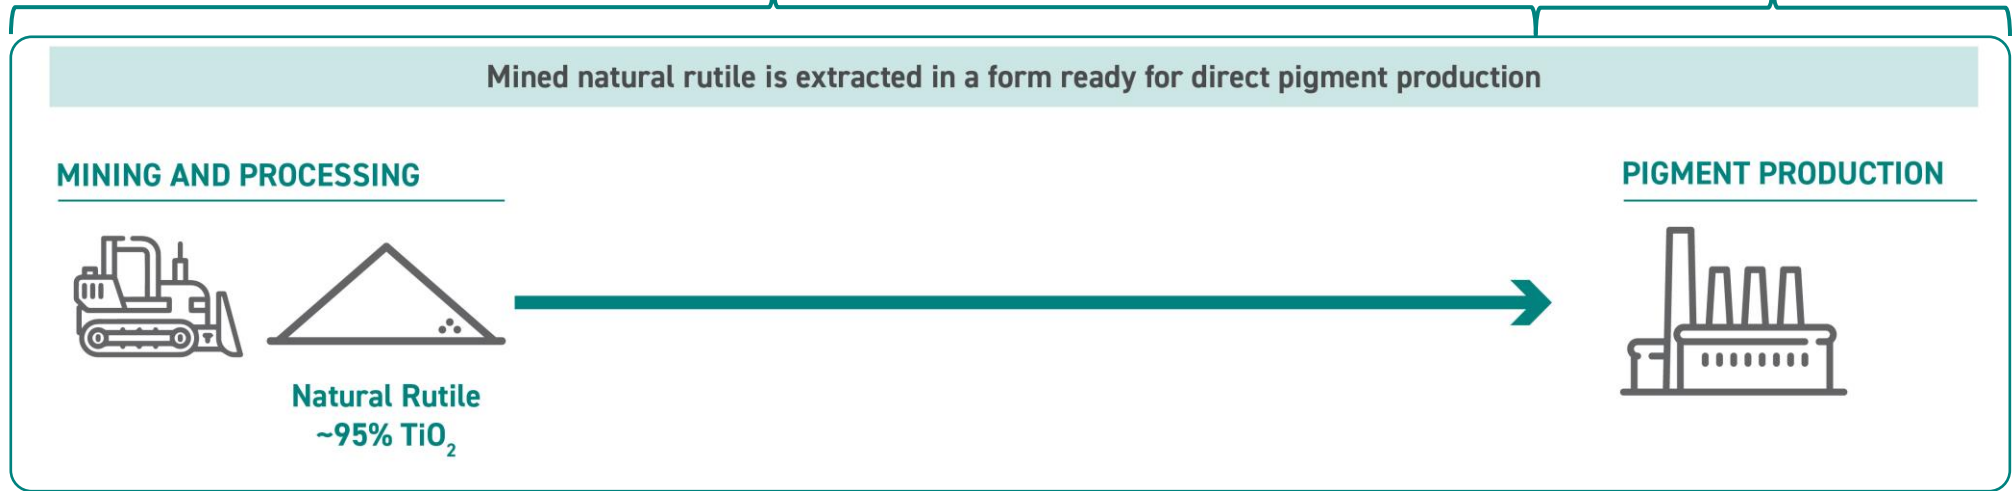 Mined natural rutile is extracted in a form ready for direct pigment production
MINING AND PROCESSING
PIGMENT PRODUCTION
Natural Rutile
~95% TiO₂